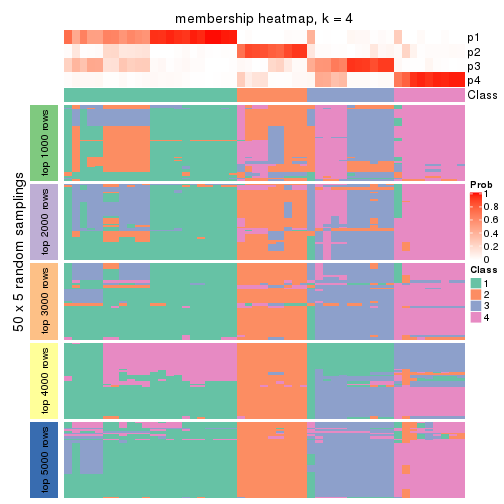 membership heatmap, k = 4
p1
p2
p3
p4
Class
50 x 5 random samplings
top 1000 rows
top 2000 rows
top 3000 rows
top 4000 rows
top 5000 rows
Prob
1
0.8
0.6
0.4
0.2
0
Class
1
2
3
4